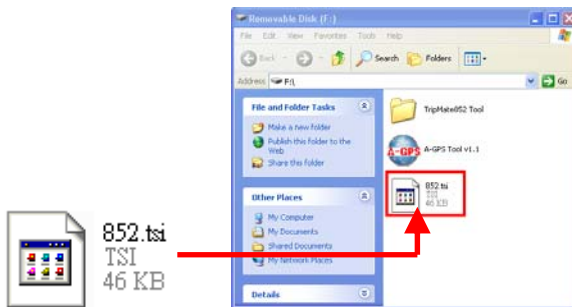 Removable Disk (F:)
File Edit View Favorites Tools Help
Back Search Folders
Address F:\ Go
File and Folder Tasks
Make a new folder
Publish this folder to the
Web
Share this folder
Other Places
My Computer
My Documents
Shared Documents
My Network Places
Details
TripMate852 Tool
A-GPS
A-GPS Tool v1.1
852.tsi
TSI
46 KB
852.tsi
TSI
46 KB